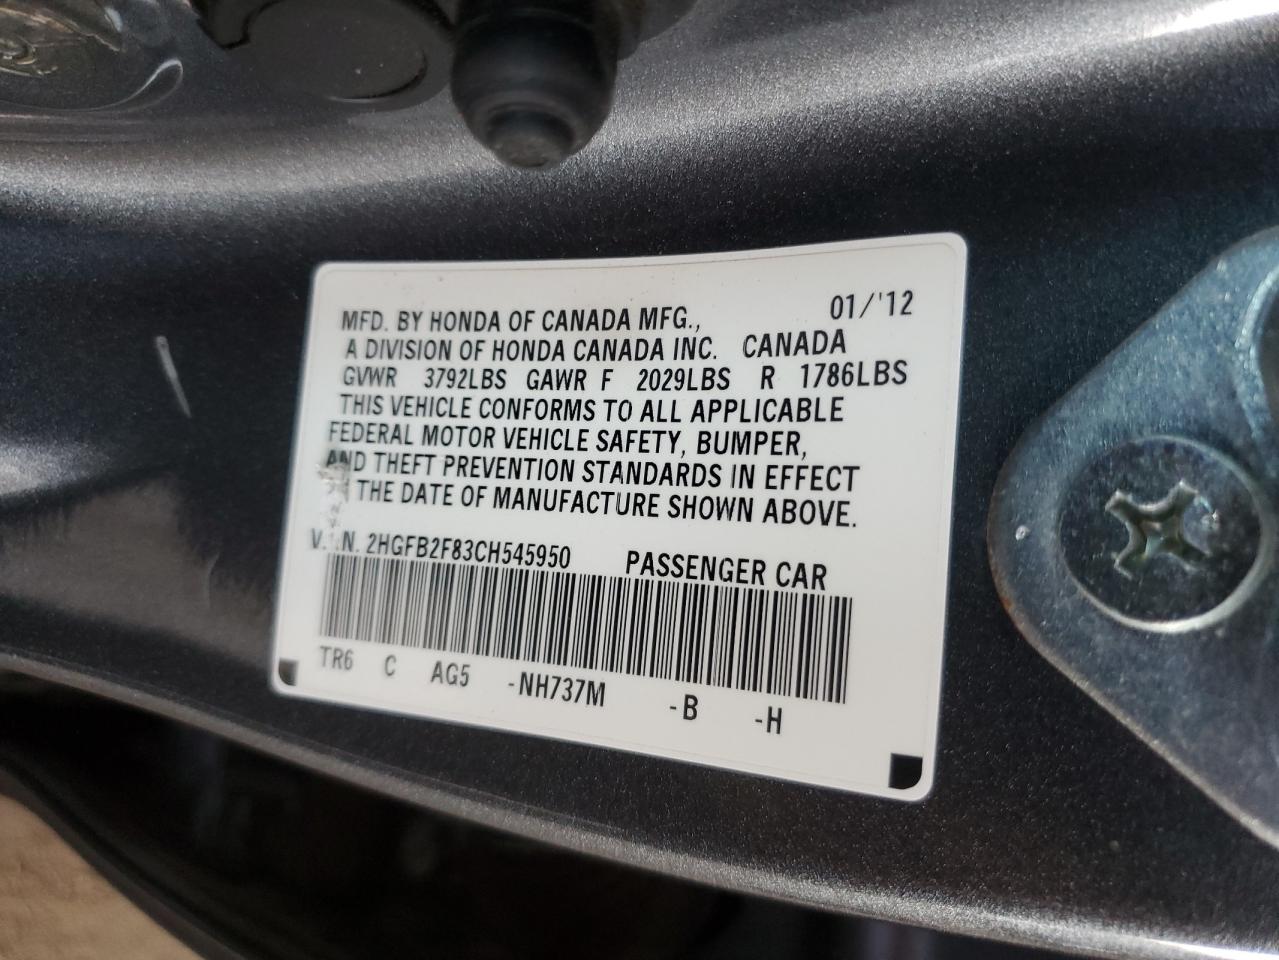 01/'12
MFD. BY HONDA OF CANADA MFG.,
A DIVISION OF HONDA CANADA INC. CANADA
GVWR 3792LBS GAWR F 2029LBS R 1786LBS
THIS VEHICLE CONFORMS TO ALL APPLICABLE
FEDERAL MOTOR VEHICLE SAFETY, BUMPER,
AND THEFT PREVENTION STANDARDS IN EFFECT
THE DATE OF MANUFACTURE SHOWN ABOVE.
V.I.N. 2HGFB2F83CH545950 PASSENGER CAR
TR6 C AG5 -NH737M -B -H